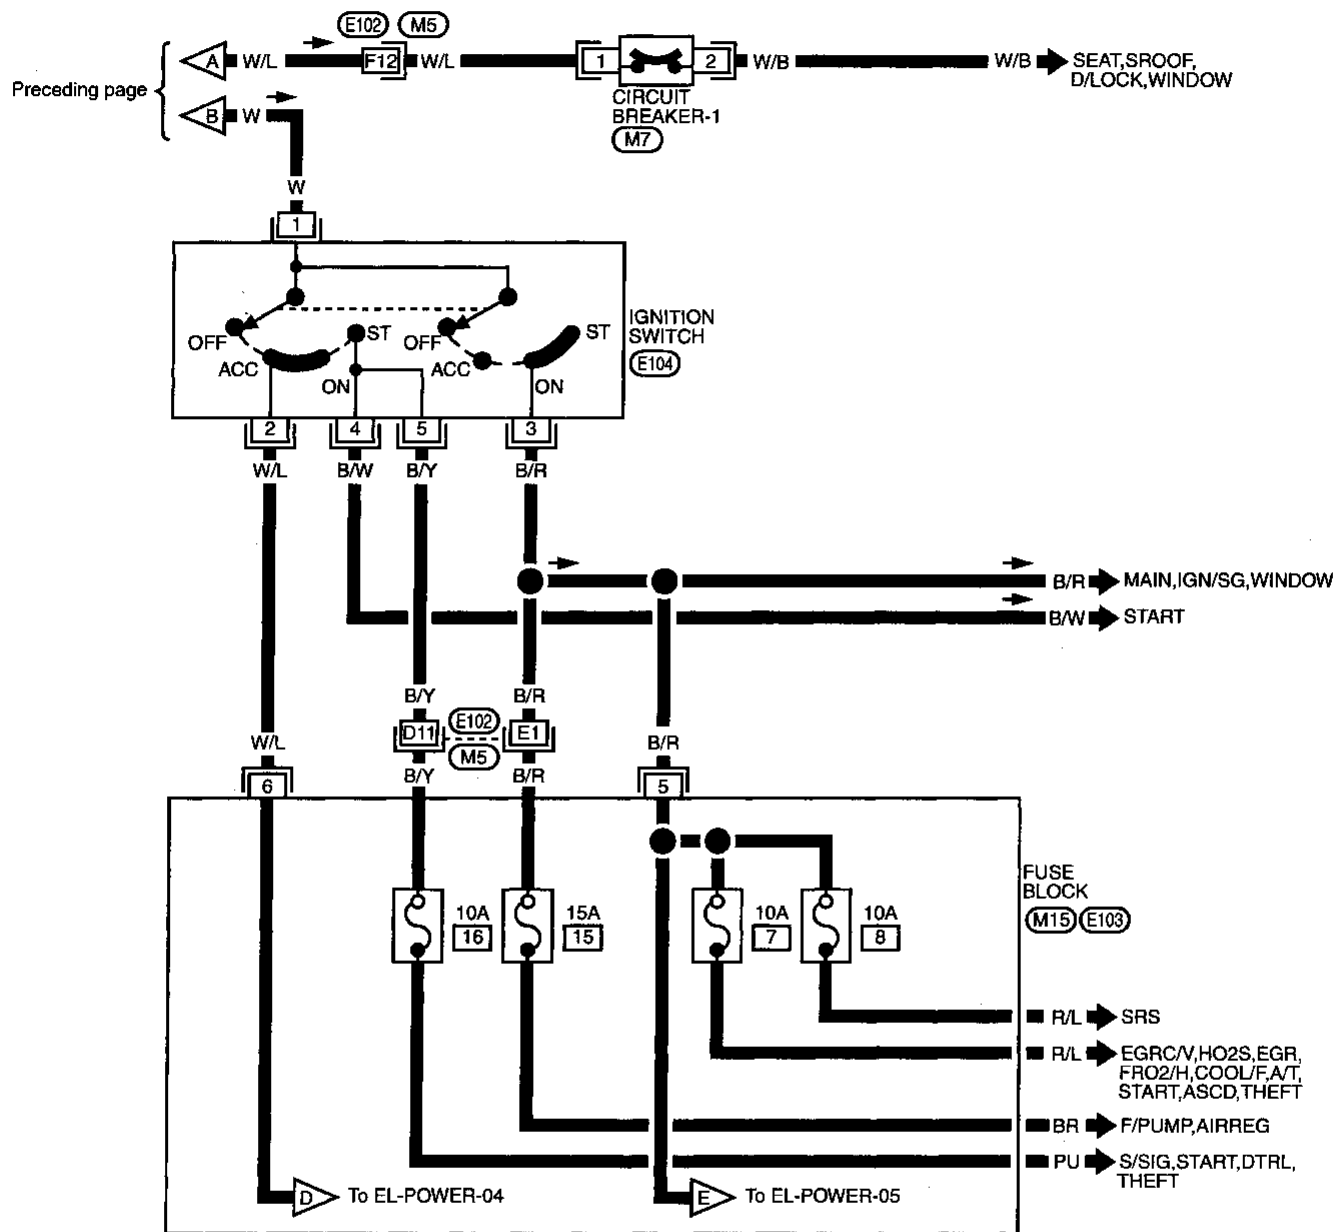 E102 M5
A W/L F12 W/L 1 2 W/B W/B SEAT,SROOF,
D/LOCK,WINDOW
Preceding page
B W
CIRCUIT
BREAKER-1
M7
W
1
IGNITION
SWITCH
E104
OFF ST OFF ST
ACC ON ACC ON
2 4 5 3
W/L B/W B/Y B/R
B/R MAIN,IGN/SG,WINDOW
B/W START
B/Y B/R
D11 E102 E1
M5
W/L B/R
B/Y B/R
6 5
FUSE
BLOCK
M15 E103
10A 15A 10A 10A
16 15 7 8
R/L SRS
R/L EGRC/V,HO2S,EGR,
FRO2/H,COOL/F,A/T,
START,ASCD,THEFT
BR F/PUMP,AIRREG
PU S/SIG,START,DTRL,
THEFT
D To EL-POWER-04 E To EL-POWER-05